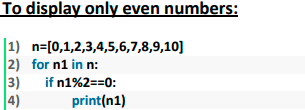 To display only even numbers:
1) n=[0,1,2,3,4,5,6,7,8,9,10]
2) for n1 in n:
3) if n1%2==0:
4) print(n1)